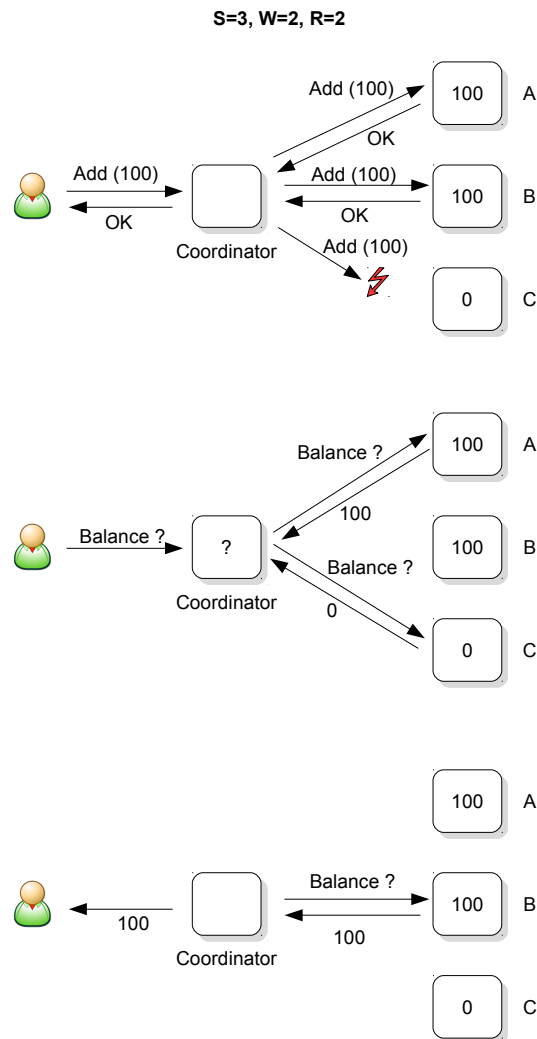 S=3, W=2, R=2
Add (100)
100
A
OK
Add (100)
Add (100)
100
B
OK
OK
Coordinator
Add (100)
0
C
Balance ?
100
A
100
Balance ?
?
100
B
Balance ?
Coordinator
0
0
C
100
A
Balance ?
100
B
100
100
Coordinator
0
C